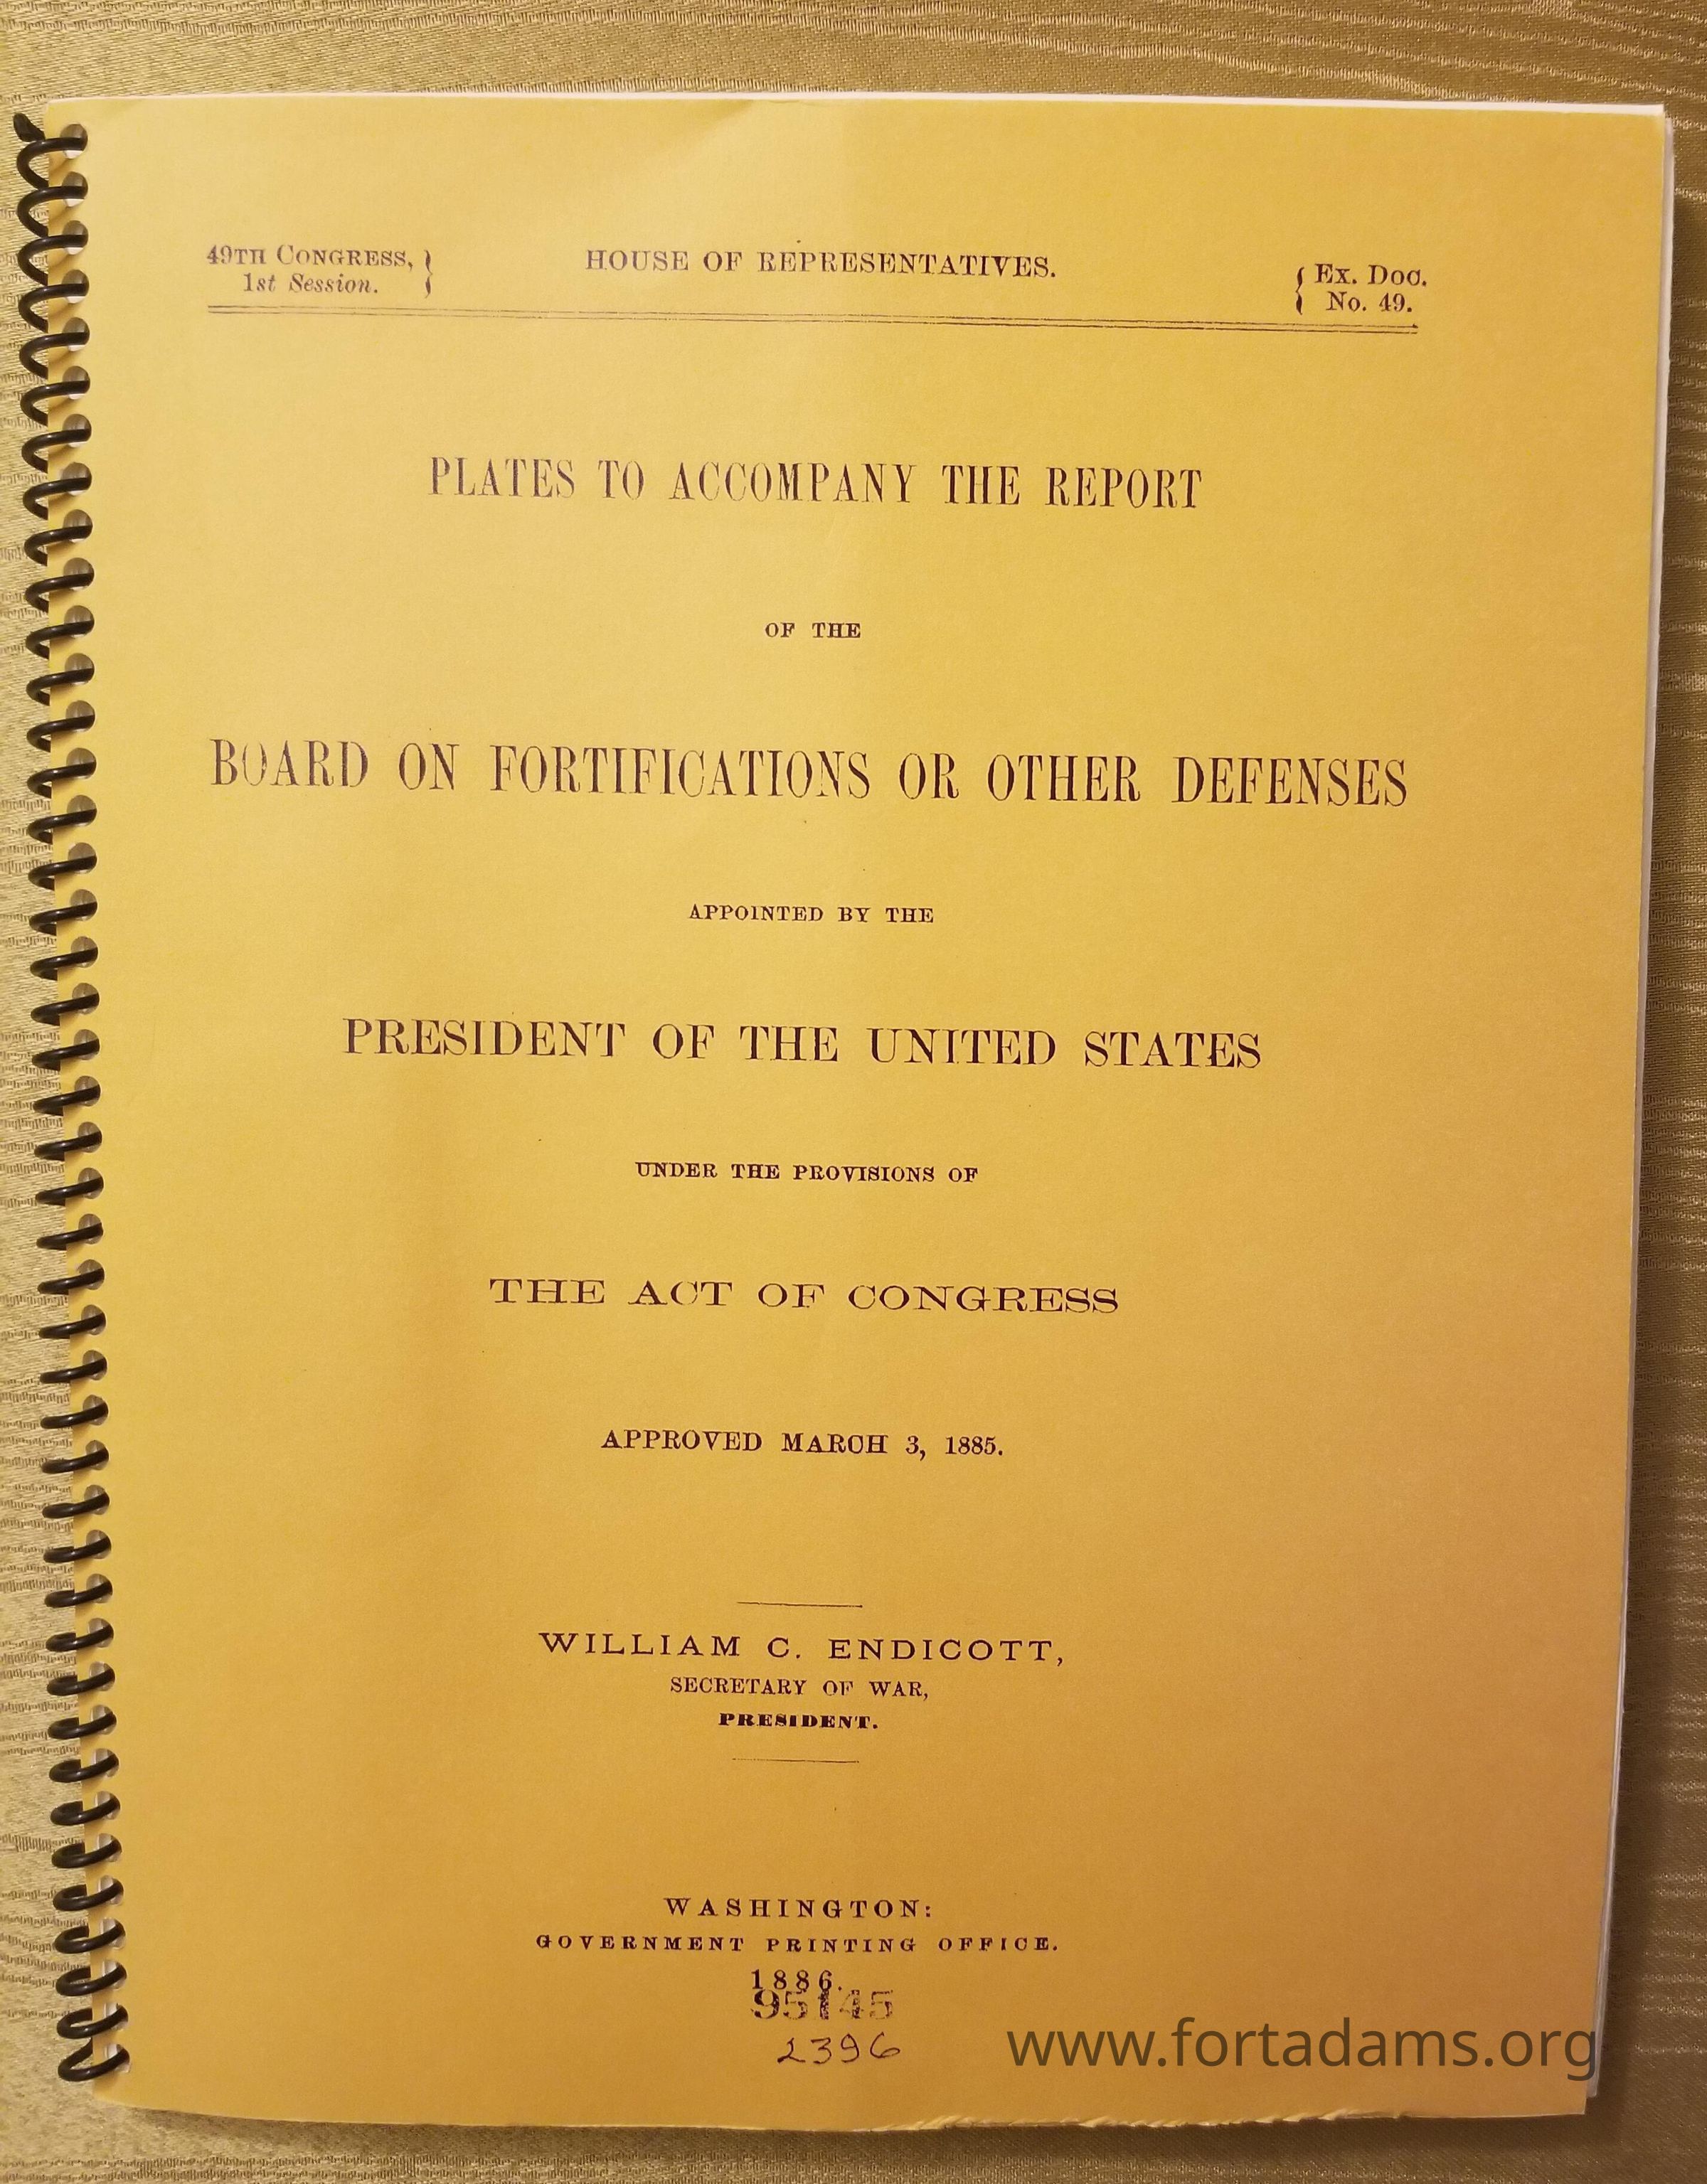 49TH CONGRESS,
1st Session.
HOUSE OF REPRESENTATIVES.
Ex. Doc.
No. 49.
PLATES TO ACCOMPANY THE REPORT
OF THE
BOARD ON FORTIFICATIONS OR OTHER DEFENSES
APPOINTED BY THE
PRESIDENT OF THE UNITED STATES
UNDER THE PROVISIONS OF
THE ACT OF CONGRESS
APPROVED MARCH 3, 1885.
WILLIAM C. ENDICOTT,
SECRETARY OF WAR,
PRESIDENT.
WASHINGTON:
GOVERNMENT PRINTING OFFICE.
1886.
95145
2396
www.fortadams.org